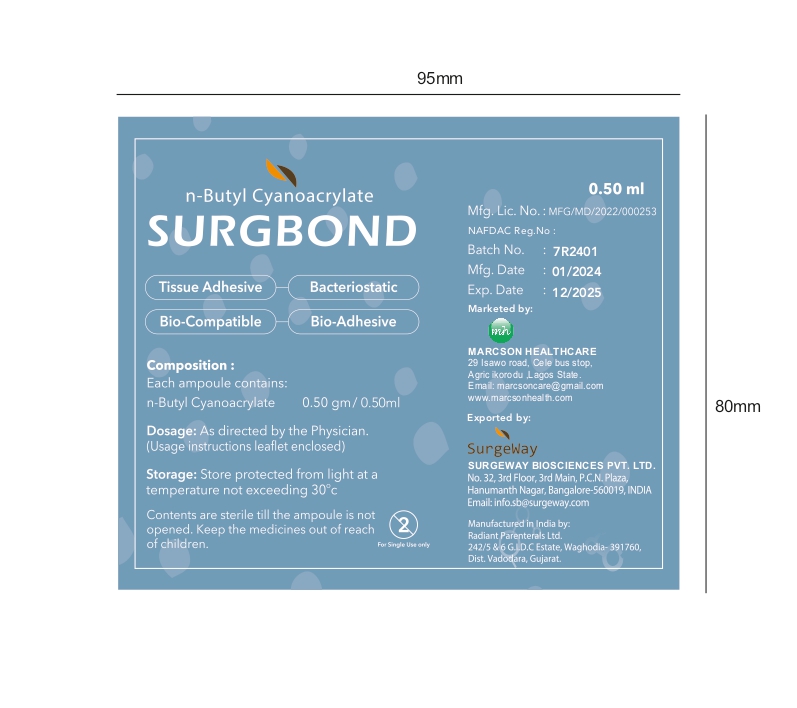 95mm
80mm
n-Butyl Cyanoacrylate
SURGBOND
Tissue Adhesive
Bacteriostatic
Bio-Compatible
Bio-Adhesive
Composition :
Each ampoule contains:
n-Butyl Cyanoacrylate 0.50 gm/ 0.50ml
Dosage: As directed by the Physician.
(Usage instructions leaflet enclosed)
Storage: Store protected from light at a
temperature not exceeding 30°c
Contents are sterile till the ampoule is not
opened. Keep the medicines out of reach
of children.
2
For Single Use only
0.50 ml
Mfg. Lic. No. : MFG/MD/2022/000253
NAFDAC Reg.No :
Batch No. : 7R2401
Mfg. Date : 01/2024
Exp. Date : 12/2025
Marketed by:
mh
MARCSON HEALTHCARE
29 Isawo road, Cele bus stop,
Agric ikorodu ,Lagos State.
Email: marcsoncare@gmail.com
www.marcsonhealth.com
Exported by:
SurgeWay
SURGEWAY BIOSCIENCES PVT. LTD.
No. 32, 3rd Floor, 3rd Main, P.C.N. Plaza,
Hanumanth Nagar, Bangalore-560019, INDIA
Email: info.sb@surgeway.com
Manufactured in India by:
Radiant Parenterals Ltd.
242/5 & 6 G.I.D.C Estate, Waghodia- 391760,
Dist. Vadodara, Gujarat.